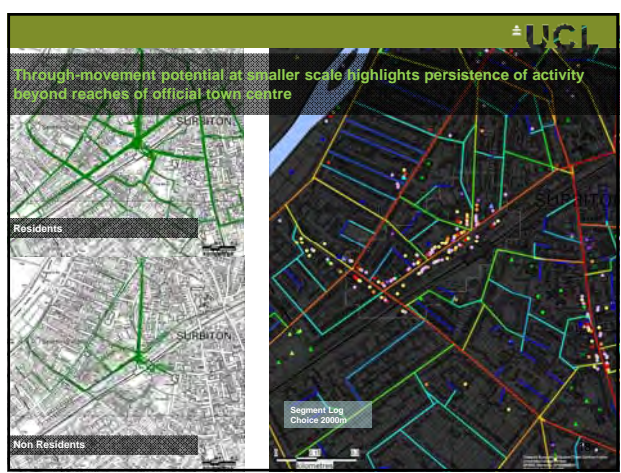 UCL
Through-movement potential at smaller scale highlights persistence of activity
beyond reaches of official town centre
SURBITON
Residents
SURBITON
Non Residents
SURBITON
Segment Log
Choice 2000m
kilometres